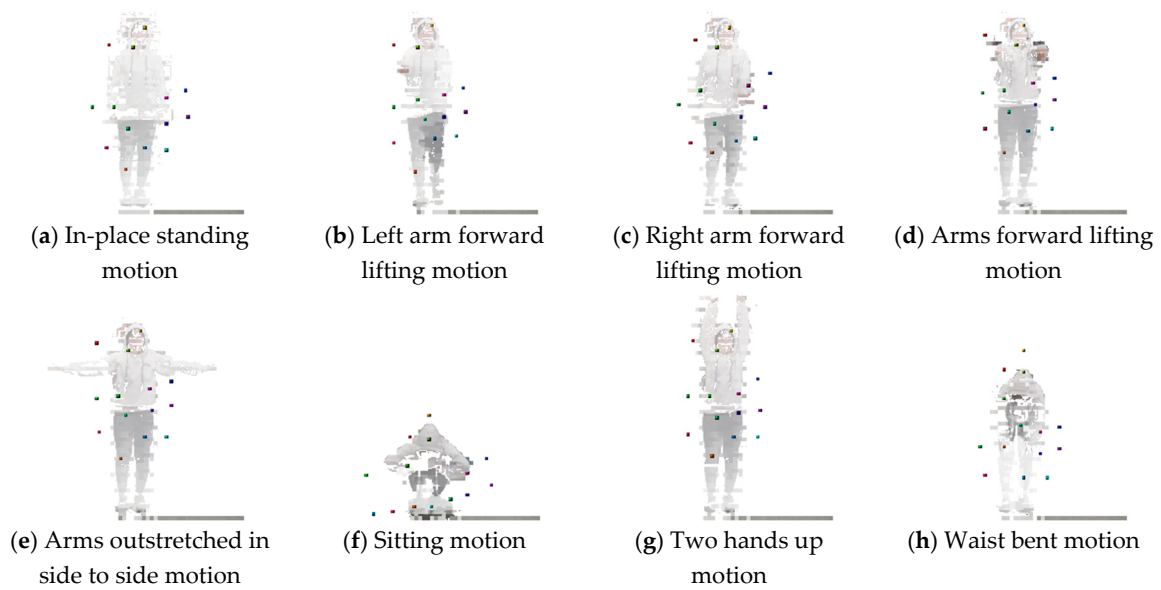 (a) In-place standing
motion
(b) Left arm forward
lifting motion
(c) Right arm forward
lifting motion
(d) Arms forward lifting
motion
(e) Arms outstretched in
side to side motion
(f) Sitting motion
(g) Two hands up
motion
(h) Waist bent motion